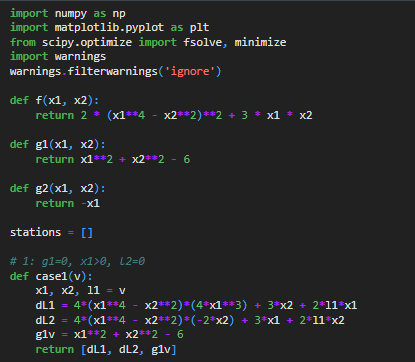 import numpy as np
import matplotlib.pyplot as plt
from scipy.optimize import fsolve, minimize
import warnings
warnings.filterwarnings('ignore')

def f(x1, x2):
    return 2 * (x1**4 - x2**2)**2 + 3 * x1 * x2

def g1(x1, x2):
    return x1**2 + x2**2 - 6

def g2(x1, x2):
    return -x1

stations = []

# 1: g1=0, x1>0, l2=0
def case1(v):
    x1, x2, l1 = v
    dL1 = 4*(x1**4 - x2**2)*(4*x1**3) + 3*x2 + 2*l1*x1
    dL2 = 4*(x1**4 - x2**2)*(-2*x2) + 3*x1 + 2*l1*x2
    g1v = x1**2 + x2**2 - 6
    return [dL1, dL2, g1v]